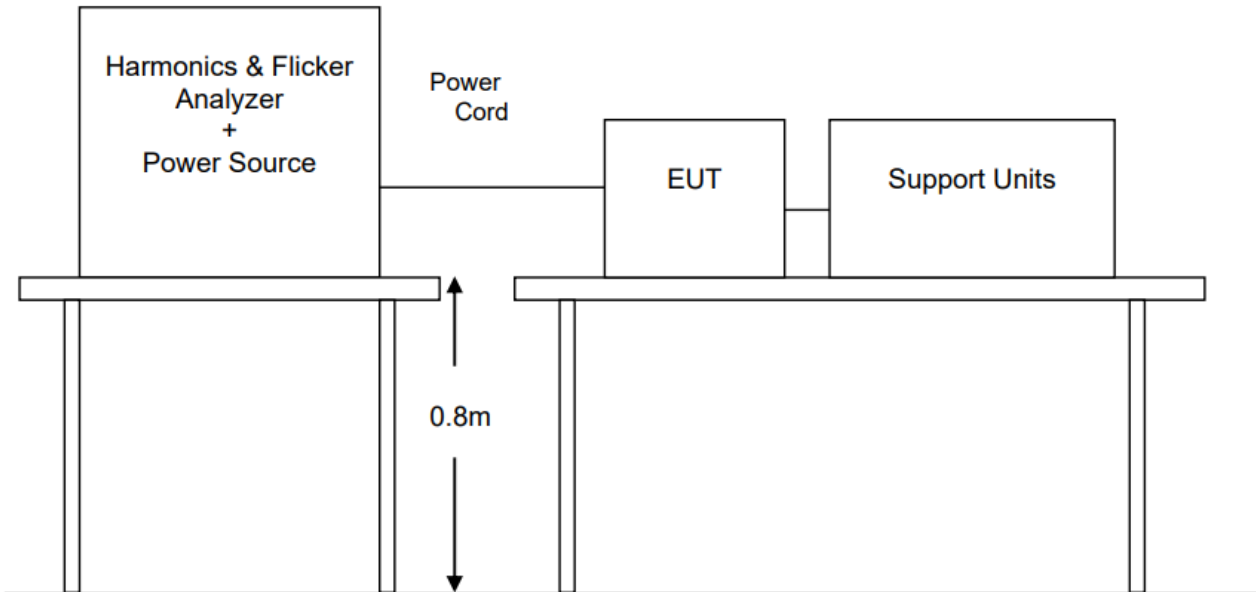 Harmonics & Flicker
Analyzer
+
Power Source
Power
Cord
EUT
Support Units
0.8m